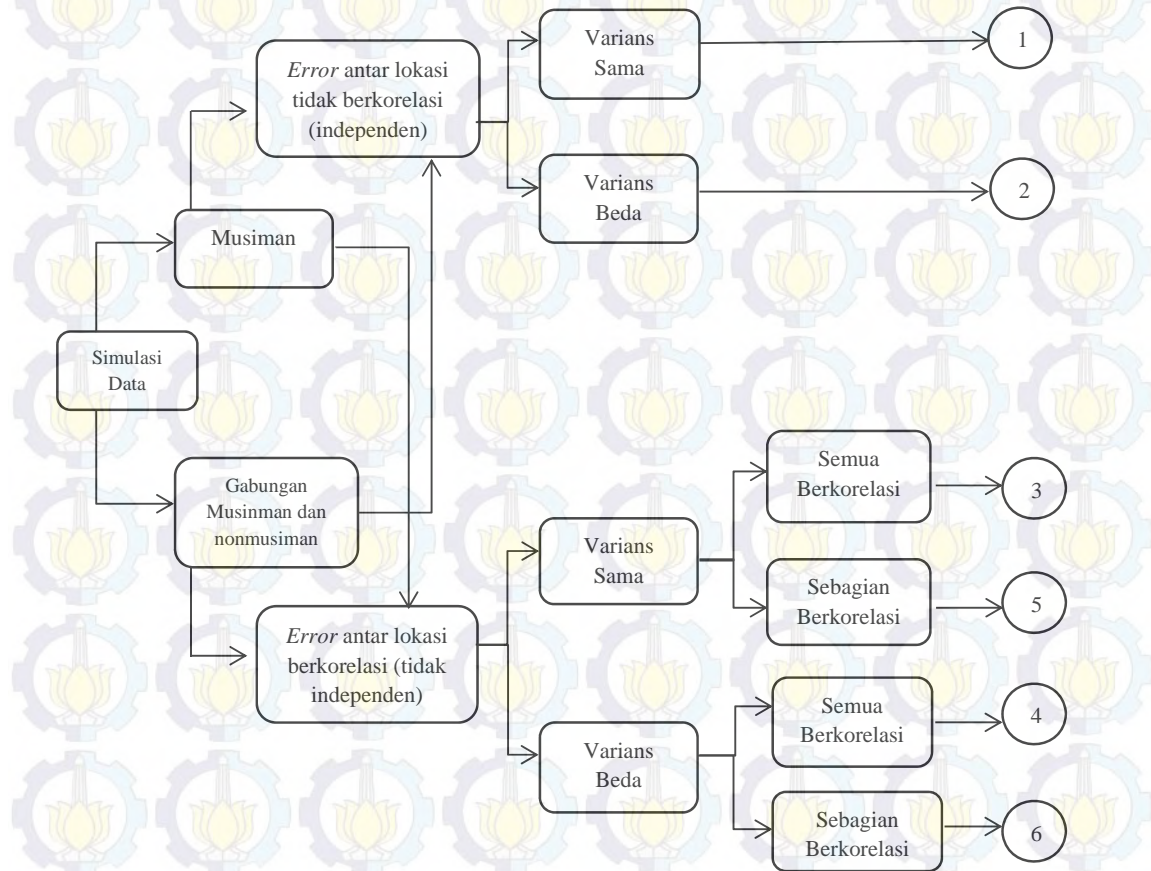 Varians
Sama
1
Error antar lokasi
tidak berkorelasi
(independen)
Varians
Beda
2
Musiman
Simulasi
Data
Gabungan
Musinman dan
nonmusiman
Semua
Berkorelasi
3
Varians
Sama
Sebagian
Berkorelasi
5
Error antar lokasi
berkorelasi (tidak
independen)
Semua
Berkorelasi
4
Varians
Beda
Sebagian
Berkorelasi
6